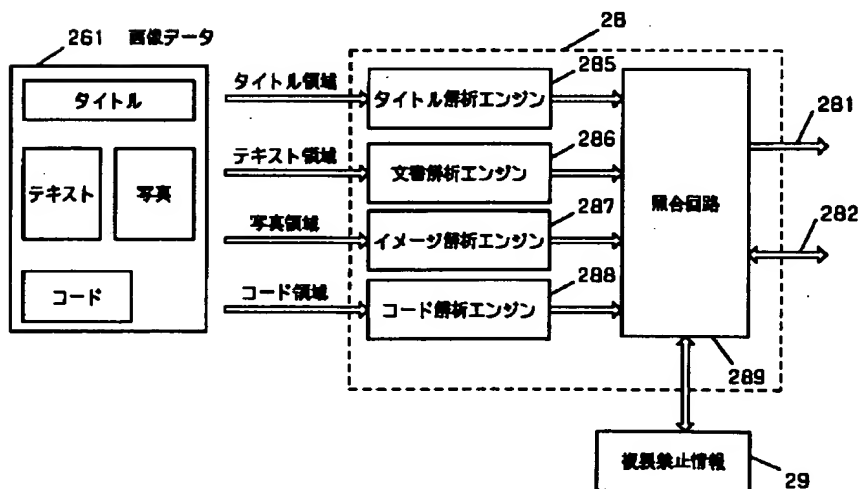 261 画像データ
28
タイトル
テキスト
写真
コード
タイトル領域
テキスト領域
写真領域
コード領域
285
タイトル解析エンジン
286
文書解析エンジン
287
イメージ解析エンジン
288
コード解析エンジン
照合回路
281
282
289
複製禁止情報
29